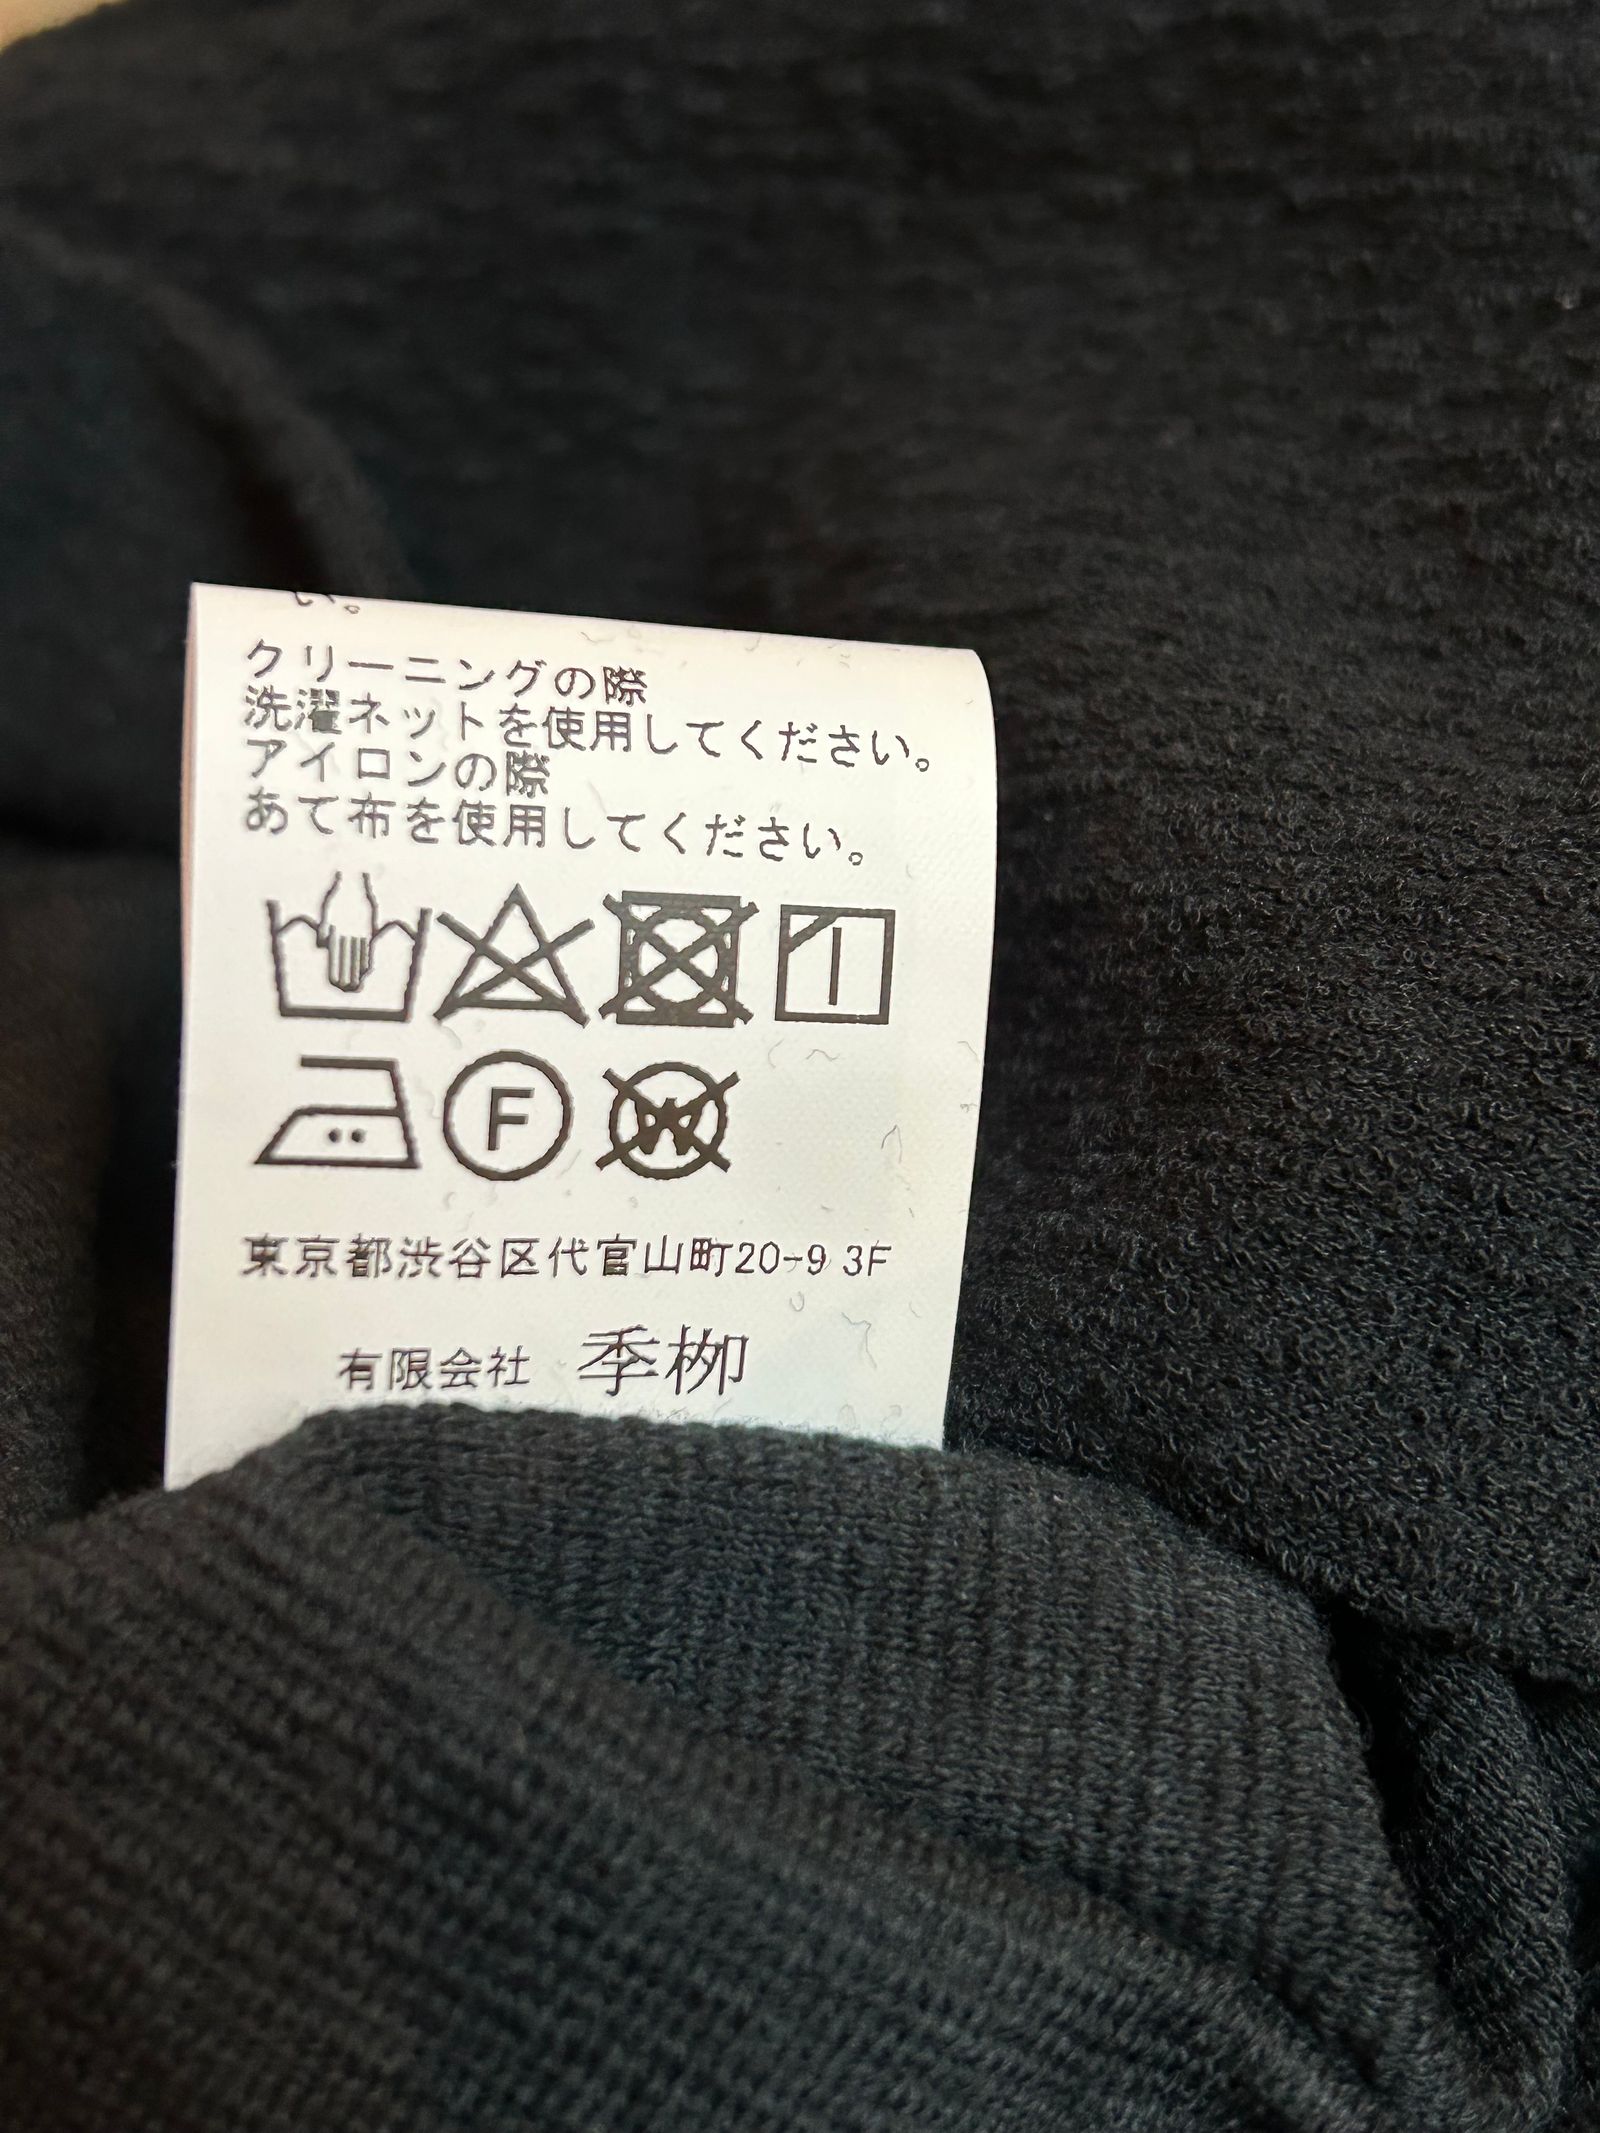 い。
クリーニングの際
洗濯ネットを使用してください。
アイロンの際
あて布を使用してください。
F
W
東京都渋谷区代官山町20-9 3F
有限会社 季栁